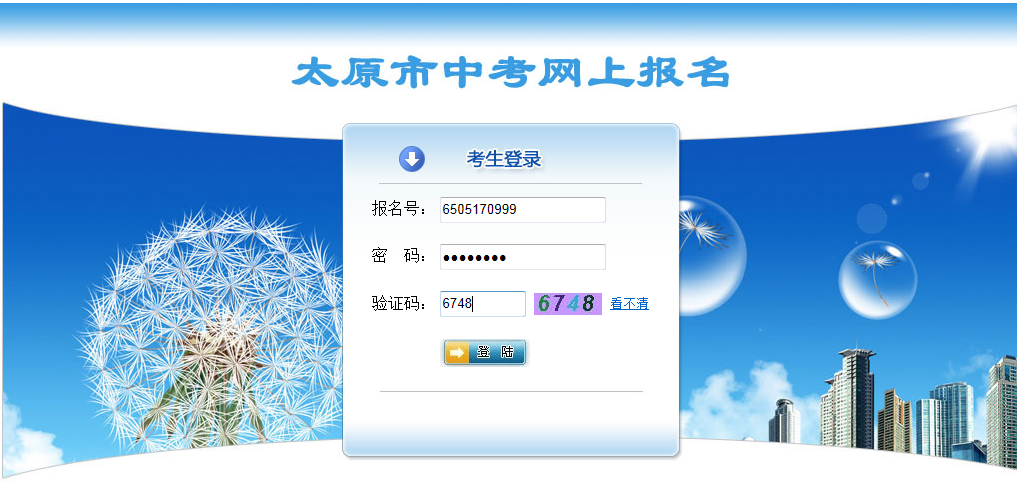 太原市中考网上报名
考生登录
报名号： 6505170999
密 码： ●●●●●●●●
验证码： 6748 6748 看不清
登 陆